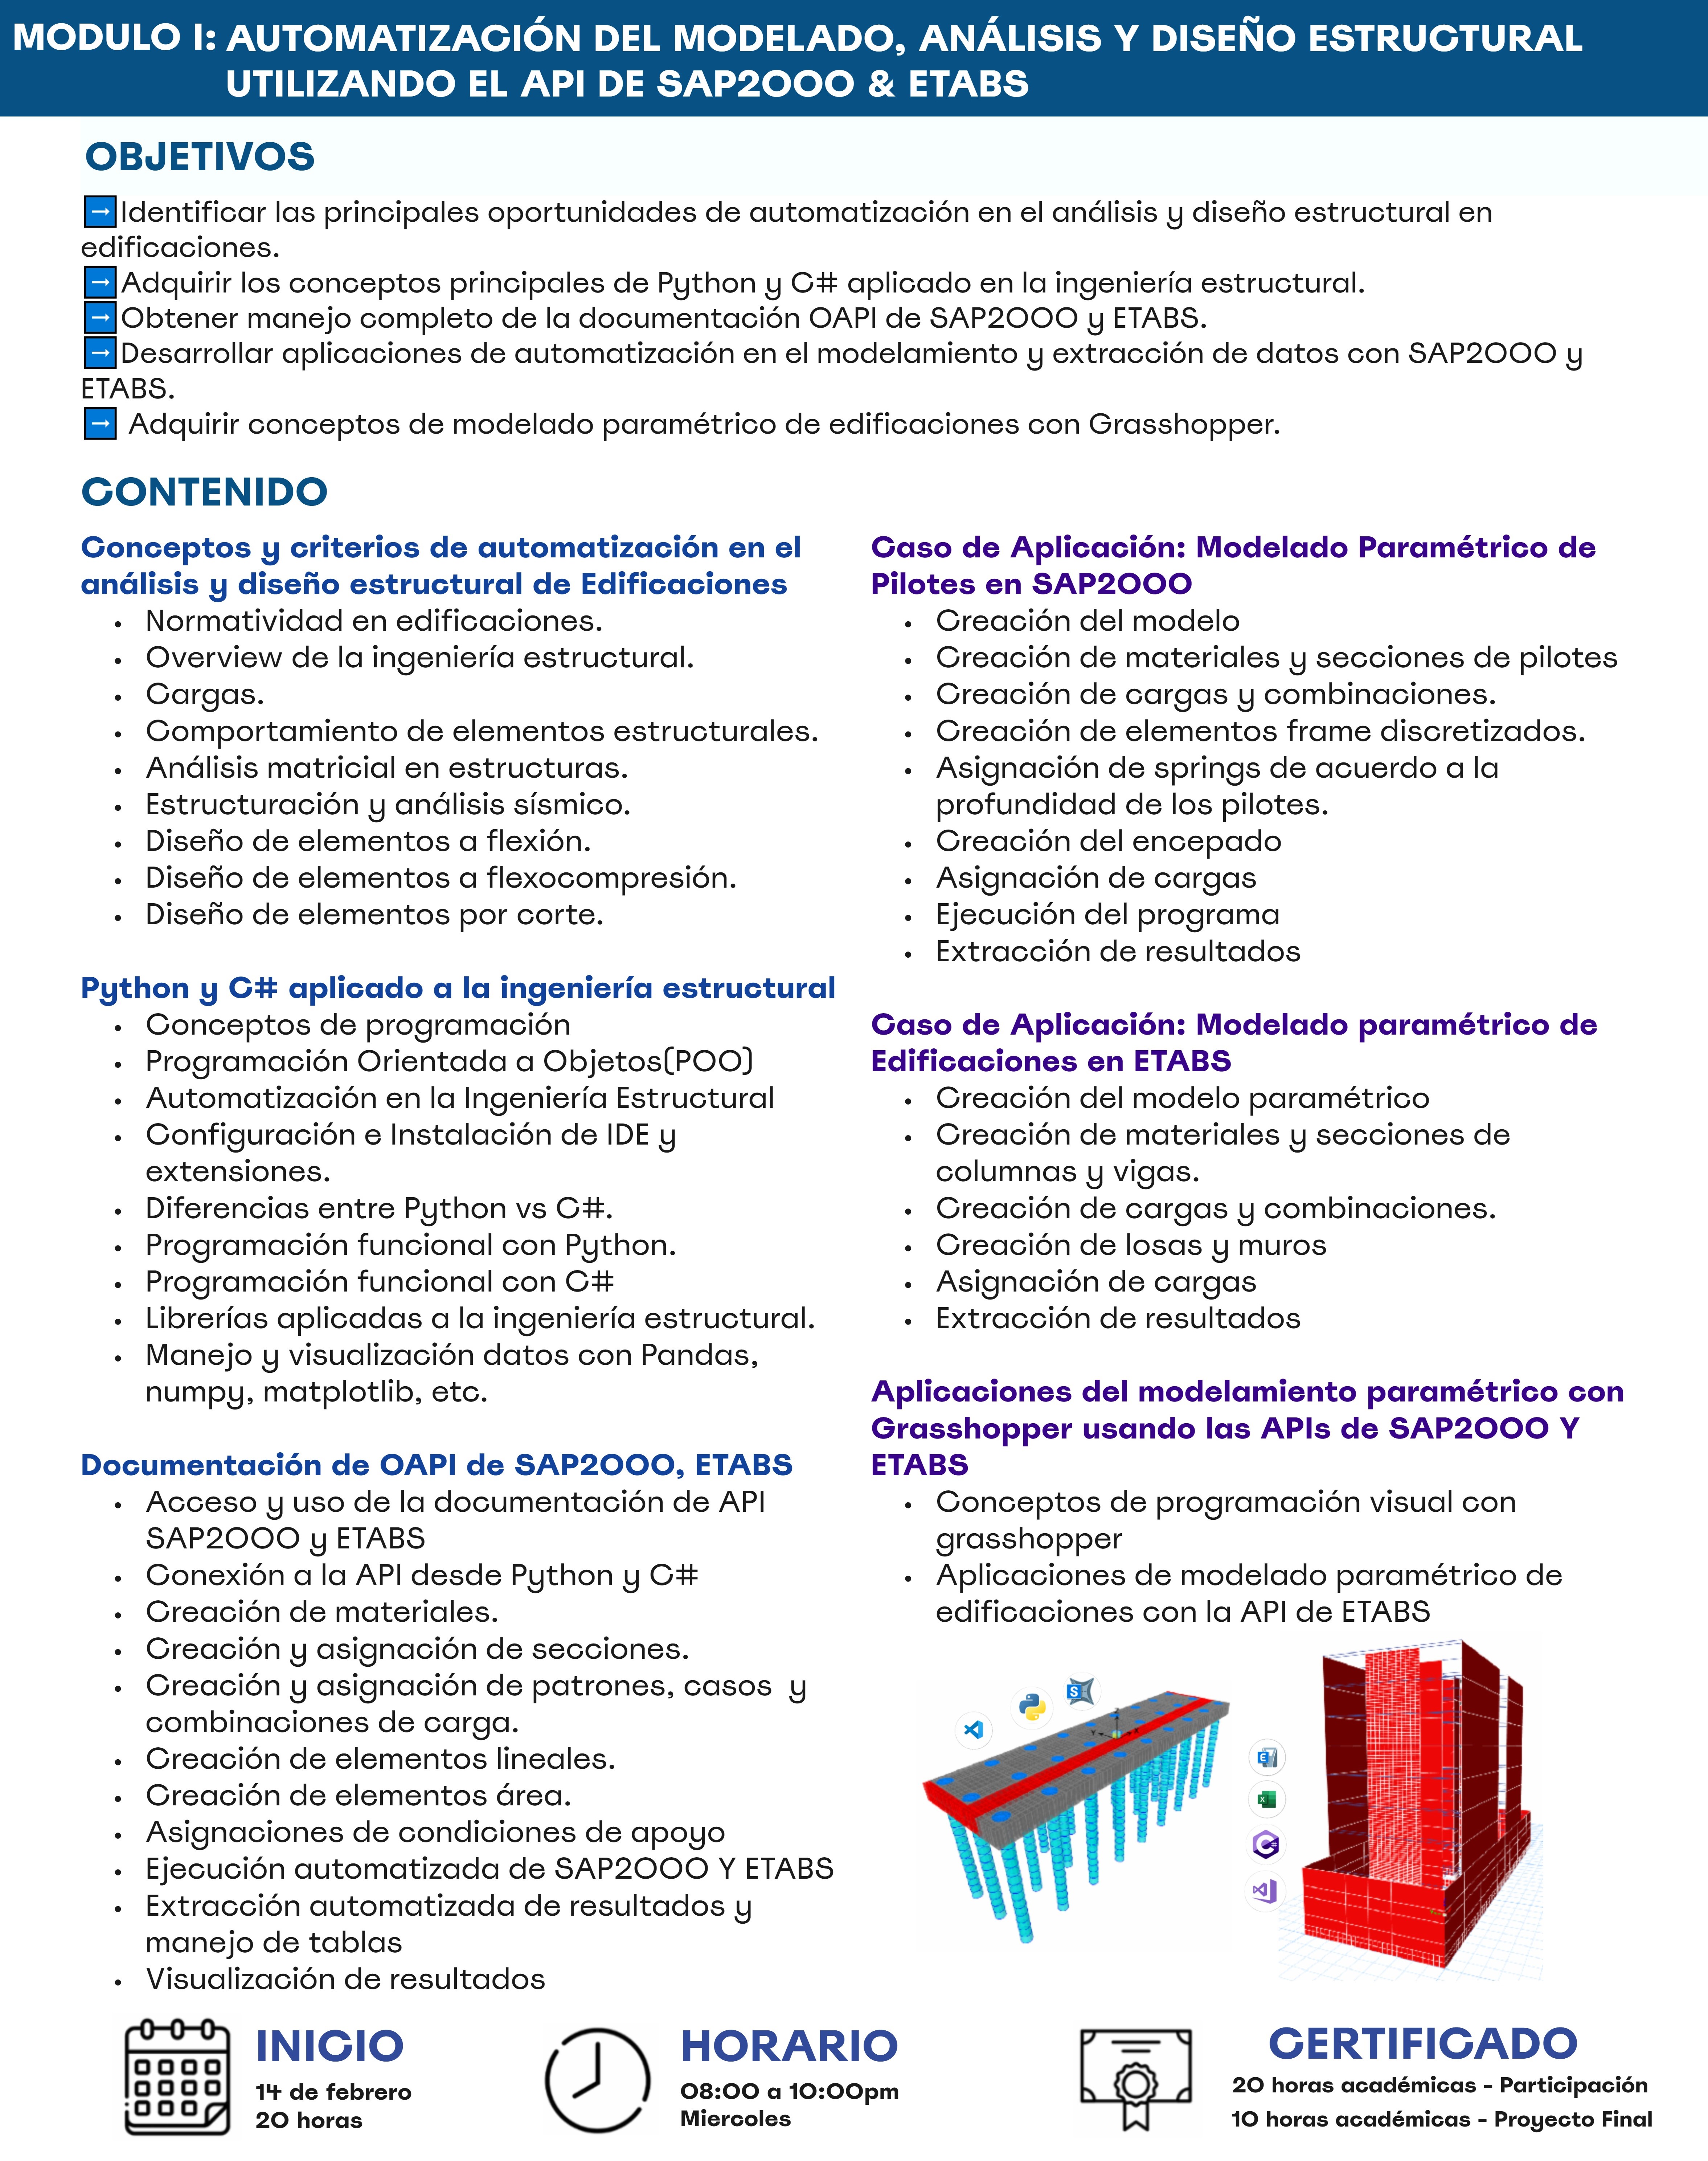 MODULO I: AUTOMATIZACIÓN DEL MODELADO, ANÁLISIS Y DISEÑO ESTRUCTURAL
UTILIZANDO EL API DE SAP2000 & ETABS
OBJETIVOS
➡Identificar las principales oportunidades de automatización en el análisis y diseño estructural en
edificaciones.
➡Adquirir los conceptos principales de Python y C# aplicado en la ingeniería estructural.
➡Obtener manejo completo de la documentación OAPI de SAP2000 y ETABS.
➡Desarrollar aplicaciones de automatización en el modelamiento y extracción de datos con SAP2000 y
ETABS.
➡ Adquirir conceptos de modelado paramétrico de edificaciones con Grasshopper.
CONTENIDO
Conceptos y criterios de automatización en el
análisis y diseño estructural de Edificaciones
• Normatividad en edificaciones.
• Overview de la ingeniería estructural.
• Cargas.
• Comportamiento de elementos estructurales.
• Análisis matricial en estructuras.
• Estructuración y análisis sísmico.
• Diseño de elementos a flexión.
• Diseño de elementos a flexocompresión.
• Diseño de elementos por corte.
Python y C# aplicado a la ingeniería estructural
• Conceptos de programación
• Programación Orientada a Objetos(POO)
• Automatización en la Ingeniería Estructural
• Configuración e Instalación de IDE y
extensiones.
• Diferencias entre Python vs C#.
• Programación funcional con Python.
• Programación funcional con C#
• Librerías aplicadas a la ingeniería estructural.
• Manejo y visualización datos con Pandas,
numpy, matplotlib, etc.
Documentación de OAPI de SAP2000, ETABS
• Acceso y uso de la documentación de API
SAP2000 y ETABS
• Conexión a la API desde Python y C#
• Creación de materiales.
• Creación y asignación de secciones.
• Creación y asignación de patrones, casos y
combinaciones de carga.
• Creación de elementos lineales.
• Creación de elementos área.
• Asignaciones de condiciones de apoyo
• Ejecución automatizada de SAP2000 Y ETABS
• Extracción automatizada de resultados y
manejo de tablas
• Visualización de resultados
Caso de Aplicación: Modelado Paramétrico de
Pilotes en SAP2000
• Creación del modelo
• Creación de materiales y secciones de pilotes
• Creación de cargas y combinaciones.
• Creación de elementos frame discretizados.
• Asignación de springs de acuerdo a la
profundidad de los pilotes.
• Creación del encepado
• Asignación de cargas
• Ejecución del programa
• Extracción de resultados
Caso de Aplicación: Modelado paramétrico de
Edificaciones en ETABS
• Creación del modelo paramétrico
• Creación de materiales y secciones de
columnas y vigas.
• Creación de cargas y combinaciones.
• Creación de losas y muros
• Asignación de cargas
• Extracción de resultados
Aplicaciones del modelamiento paramétrico con
Grasshopper usando las APIs de SAP2000 Y
ETABS
• Conceptos de programación visual con
grasshopper
• Aplicaciones de modelado paramétrico de
edificaciones con la API de ETABS
INICIO
14 de febrero
20 horas
HORARIO
08:00 a 10:00pm
Miercoles
CERTIFICADO
20 horas académicas - Participación
10 horas académicas - Proyecto Final